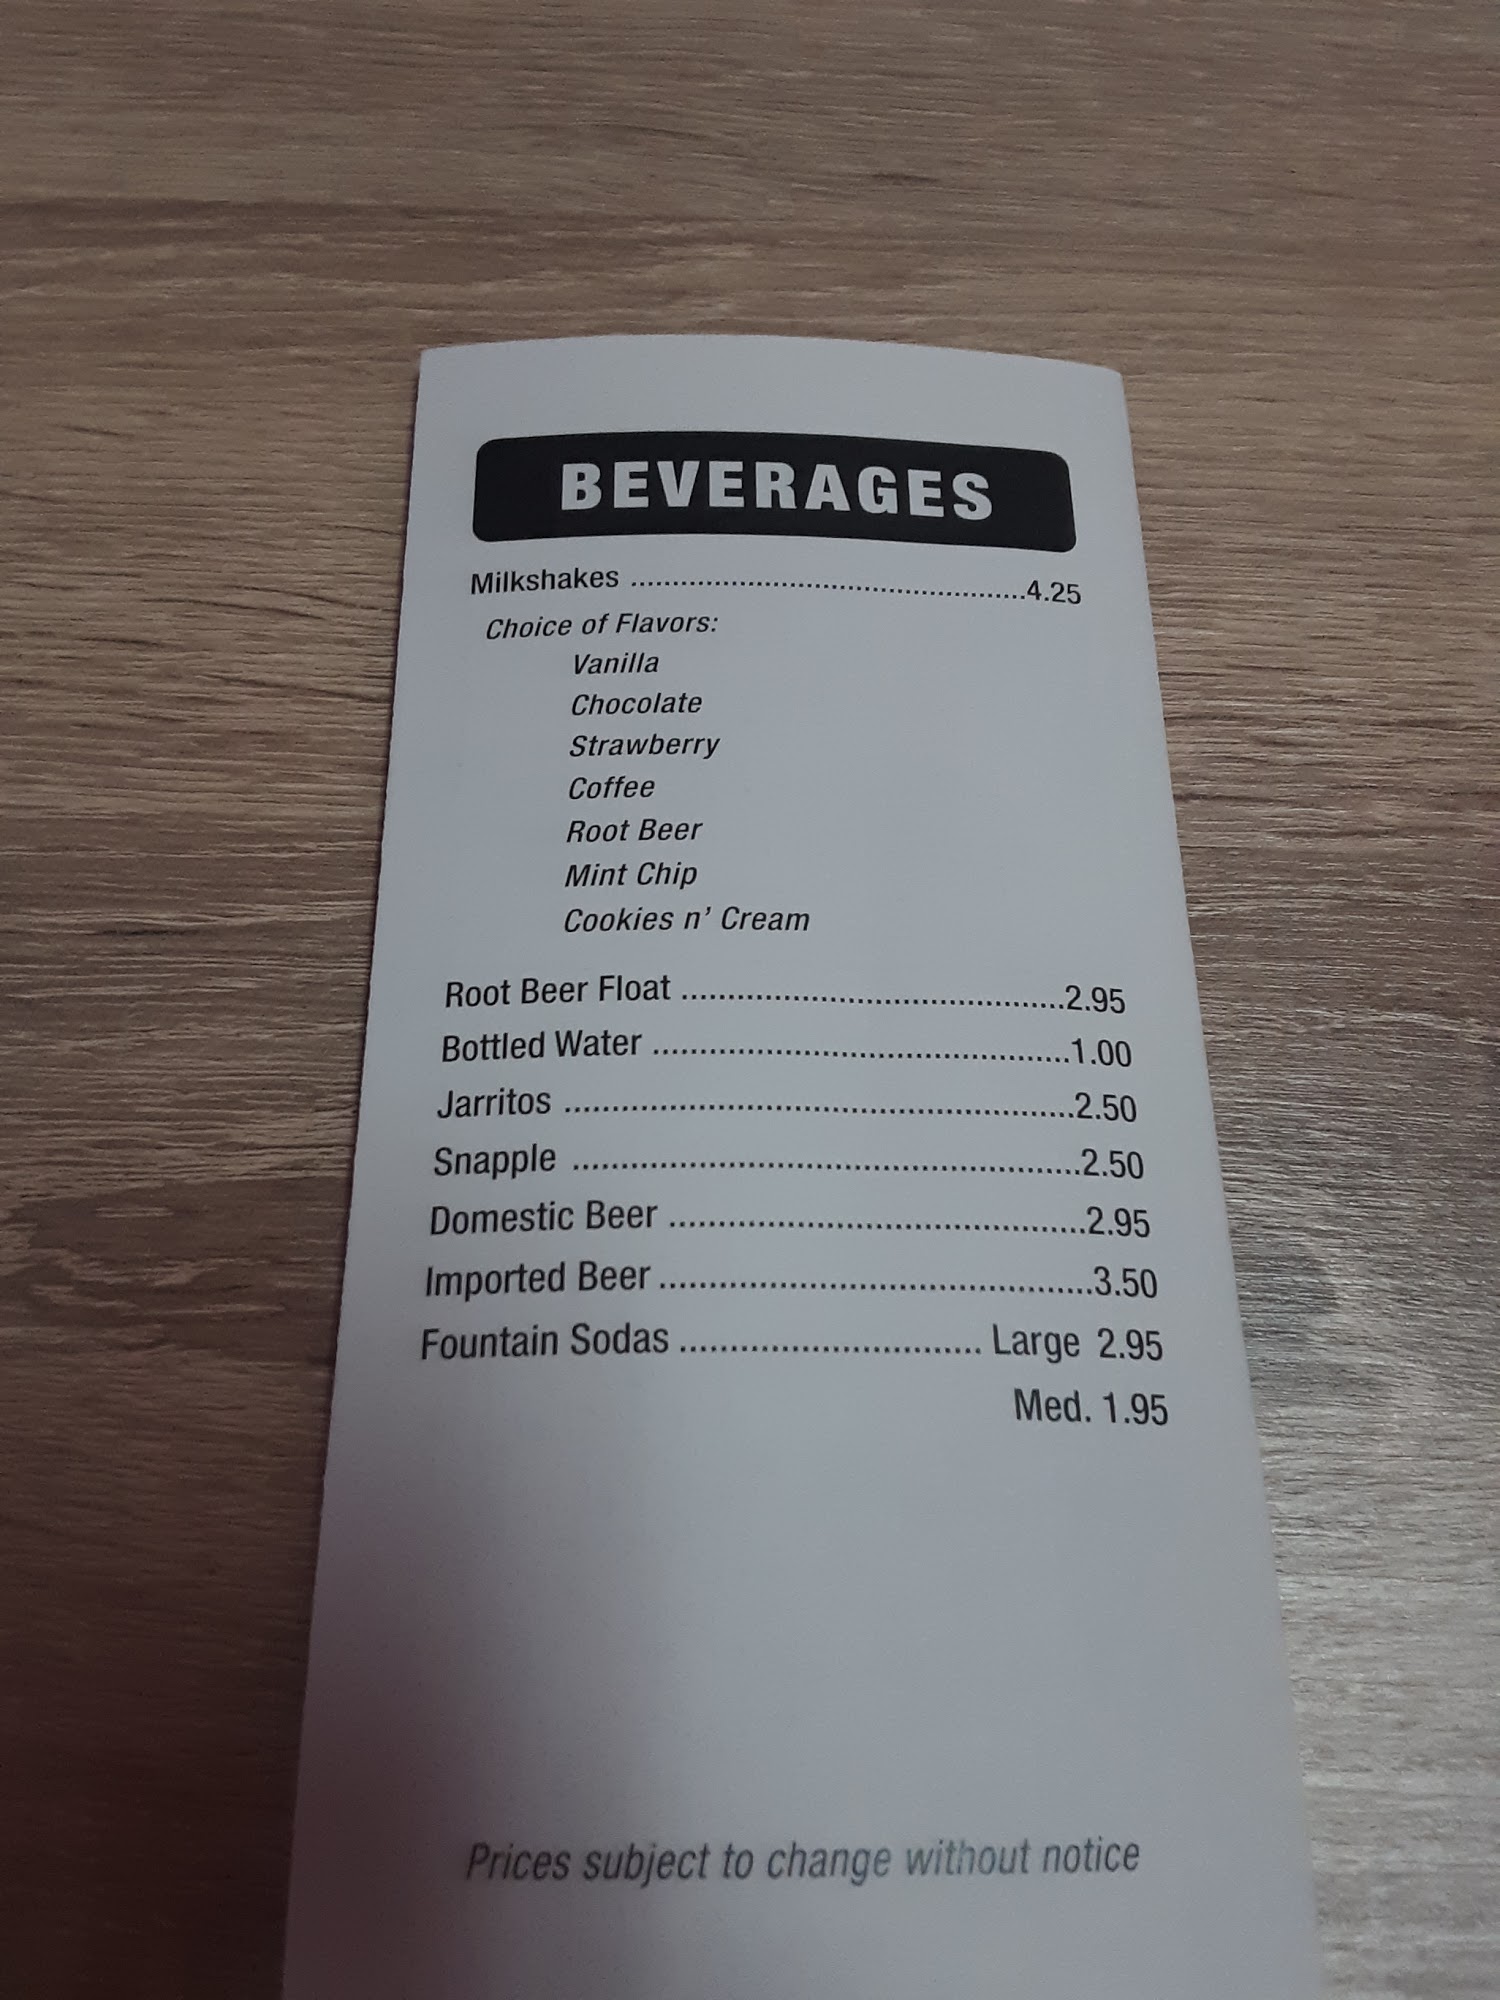 BEVERAGES
Milkshakes ................................................4.25
Choice of Flavors:
Vanilla
Chocolate
Strawberry
Coffee
Root Beer
Mint Chip
Cookies n' Cream
Root Beer Float .........................................2.95
Bottled Water .............................................1.00
Jarritos .......................................................2.50
Snapple ......................................................2.50
Domestic Beer .............................................2.95
Imported Beer ...............................................3.50
Fountain Sodas ................................ Large 2.95
Med. 1.95
Prices subject to change without notice